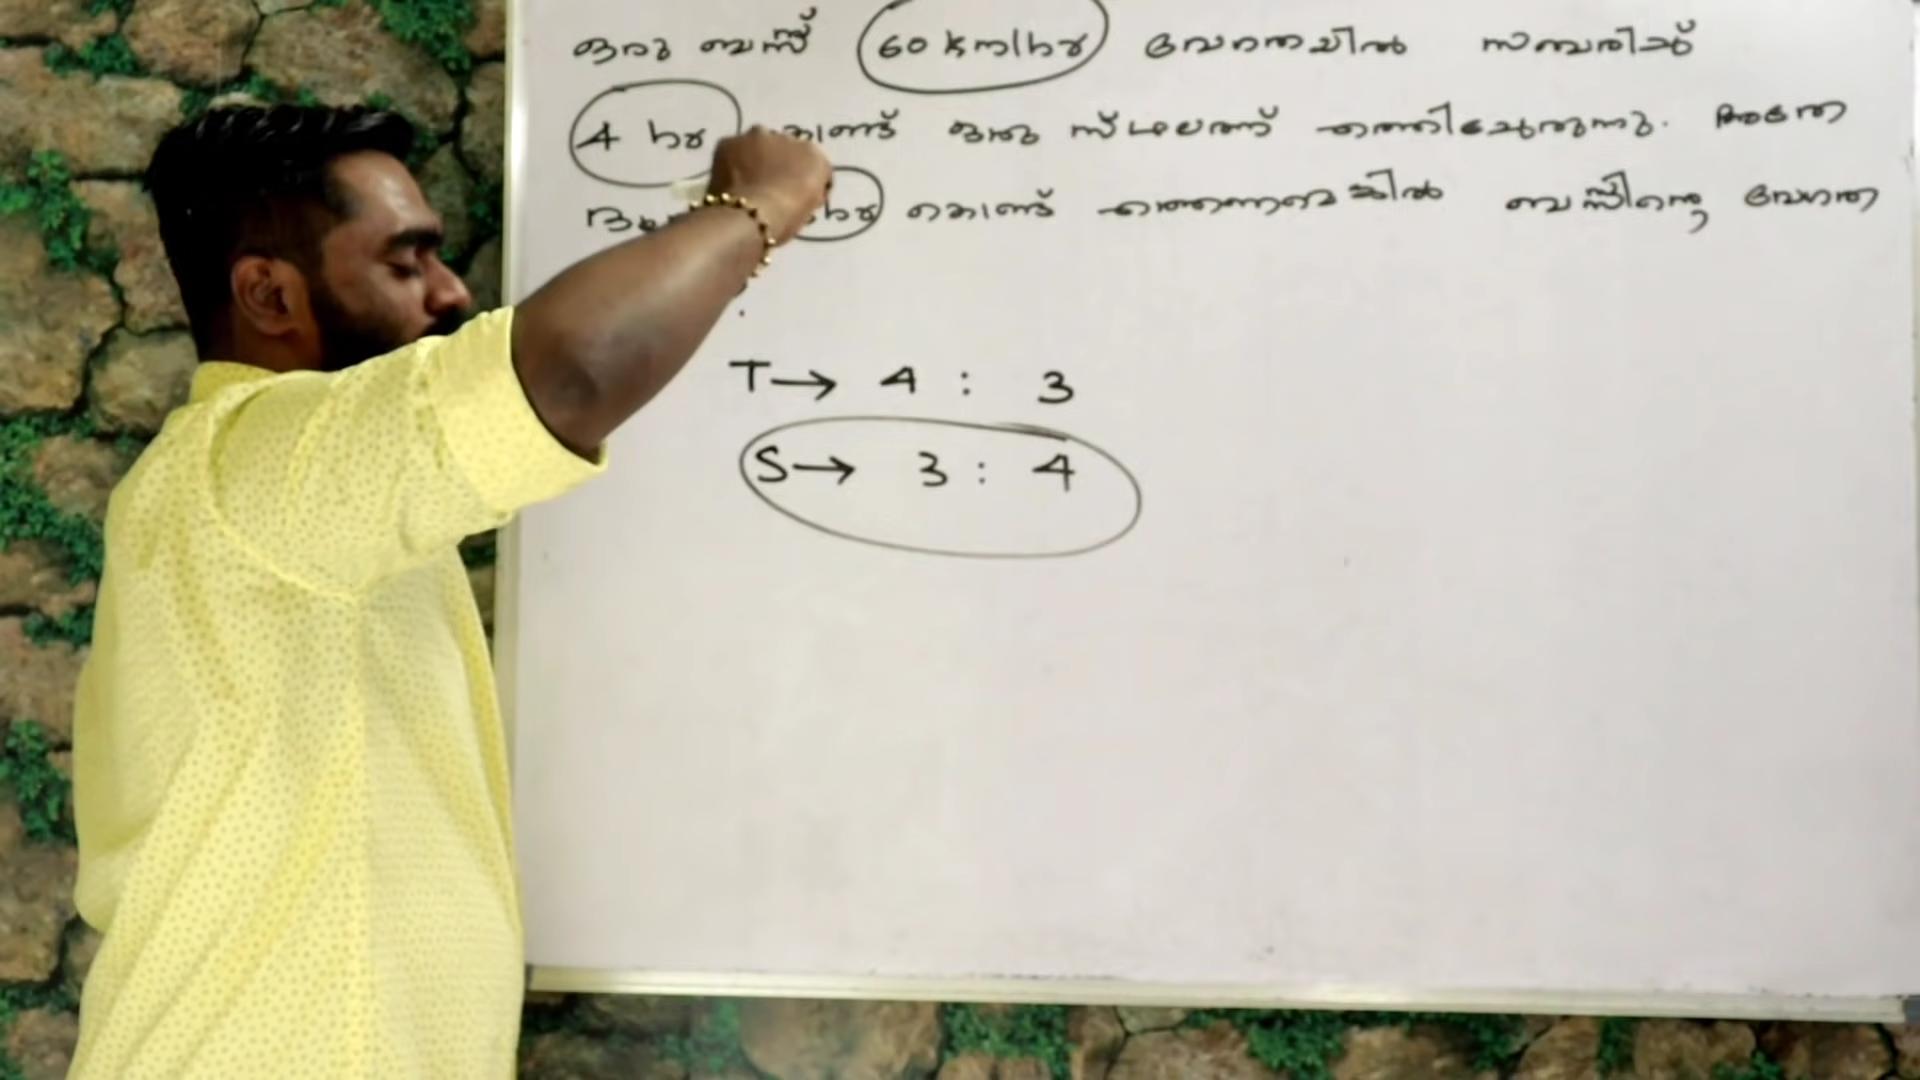 ഒരു ബസ്സ് 60 km/hr വേഗതയിൽ സഞ്ചരിച്ച്
4 hr കൊണ്ട് ഒരു സ്ഥലത്ത് എത്തിച്ചേരുന്നു. അതേ
hr കൊണ്ട് എത്തണമെങ്കിൽ ബസ്സിന്റെ വേഗത
T → 4 : 3
S → 3 : 4